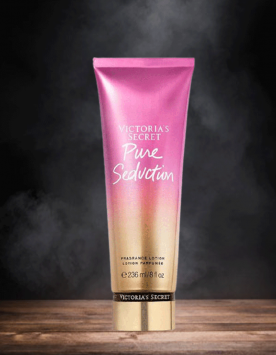 VICTORIA'S
SECRET
Pure
Seduction
FRAGRANCE LOTION
LOTION PARFUMÉE
℮ 236 ml/8 fl oz
VICTORIA'S SECRET